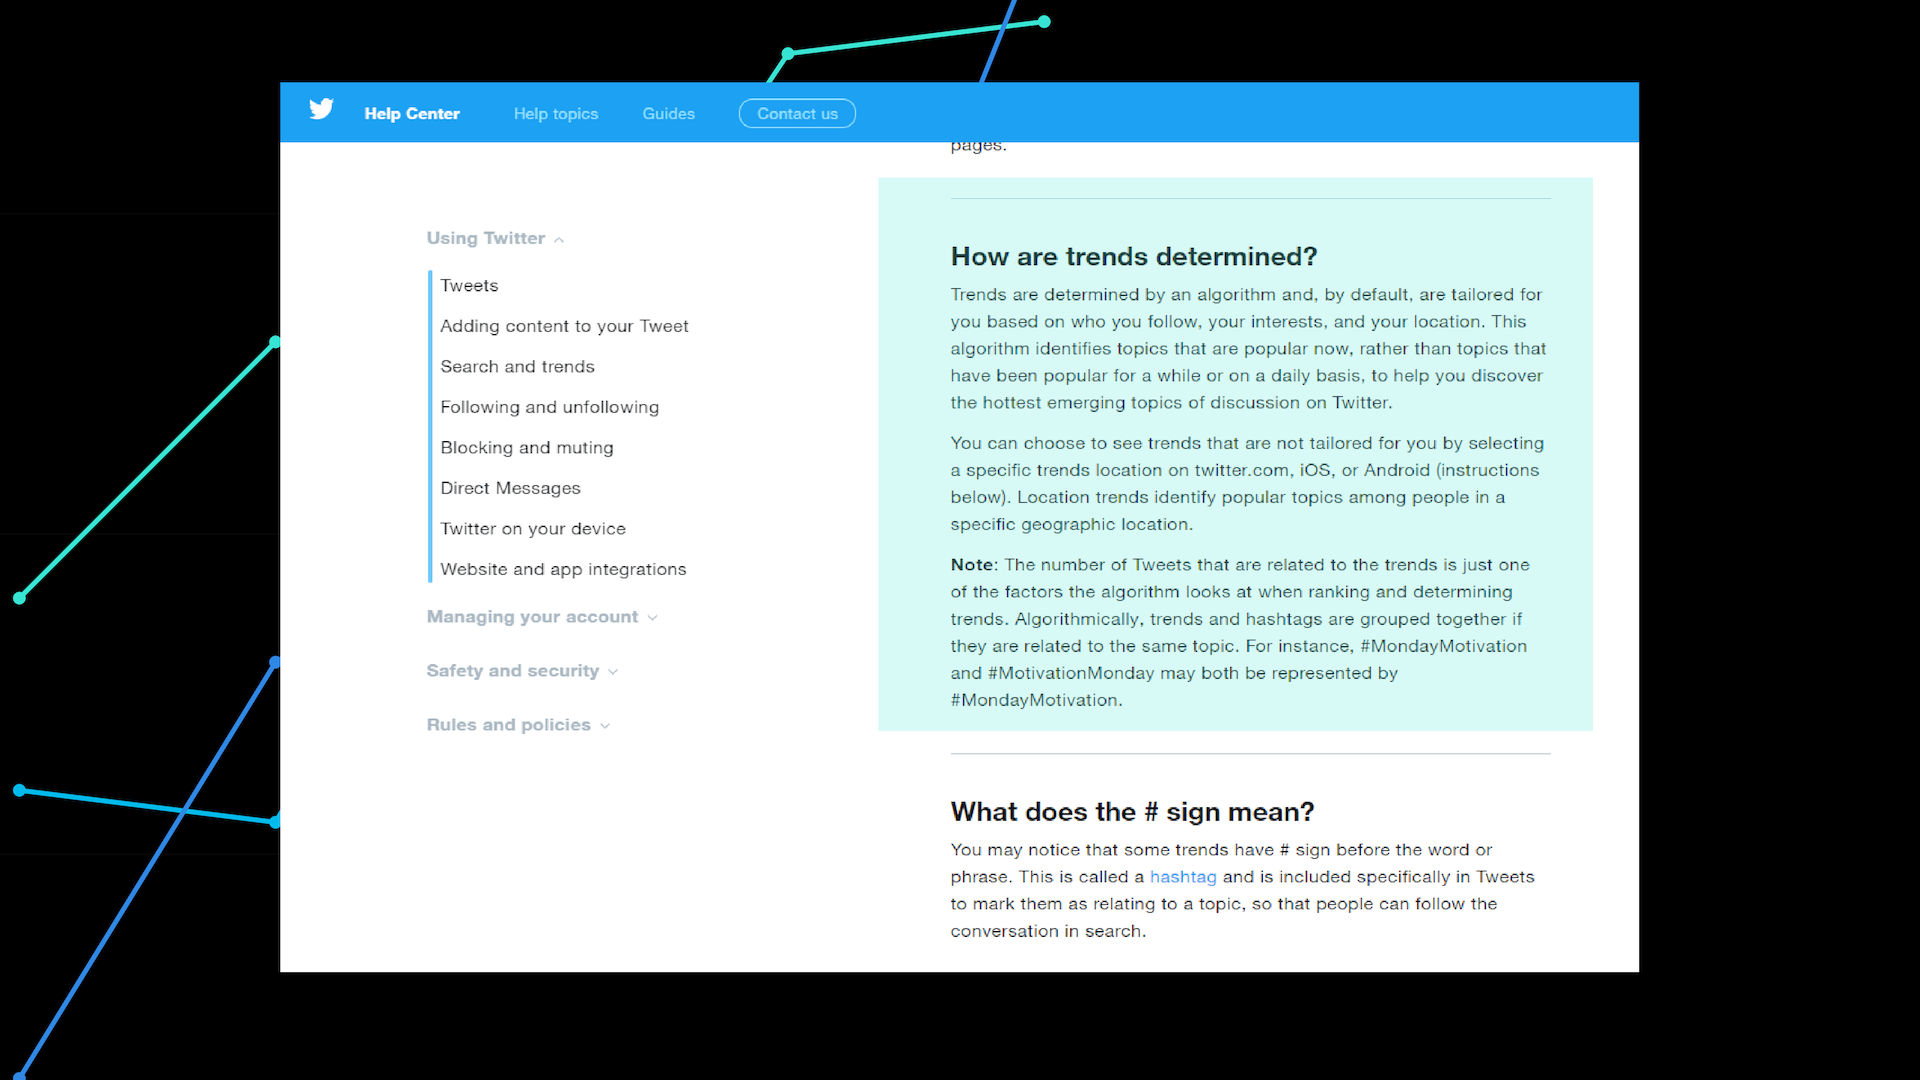 Help Center Help topics Guides Contact us
pages.
Using Twitter
Tweets
Adding content to your Tweet
Search and trends
Following and unfollowing
Blocking and muting
Direct Messages
Twitter on your device
Website and app integrations
Managing your account
Safety and security
Rules and policies
How are trends determined?
Trends are determined by an algorithm and, by default, are tailored for
you based on who you follow, your interests, and your location. This
algorithm identifies topics that are popular now, rather than topics that
have been popular for a while or on a daily basis, to help you discover
the hottest emerging topics of discussion on Twitter.
You can choose to see trends that are not tailored for you by selecting
a specific trends location on twitter.com, iOS, or Android (instructions
below). Location trends identify popular topics among people in a
specific geographic location.
Note: The number of Tweets that are related to the trends is just one
of the factors the algorithm looks at when ranking and determining
trends. Algorithmically, trends and hashtags are grouped together if
they are related to the same topic. For instance, #MondayMotivation
and #MotivationMonday may both be represented by
#MondayMotivation.
What does the # sign mean?
You may notice that some trends have # sign before the word or
phrase. This is called a hashtag and is included specifically in Tweets
to mark them as relating to a topic, so that people can follow the
conversation in search.